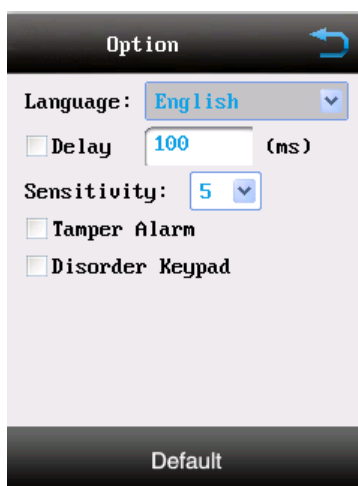 Option
Language: English
Delay 100 (ms)
Sensitivity: 5
Tamper Alarm
Disorder Keypad
Default